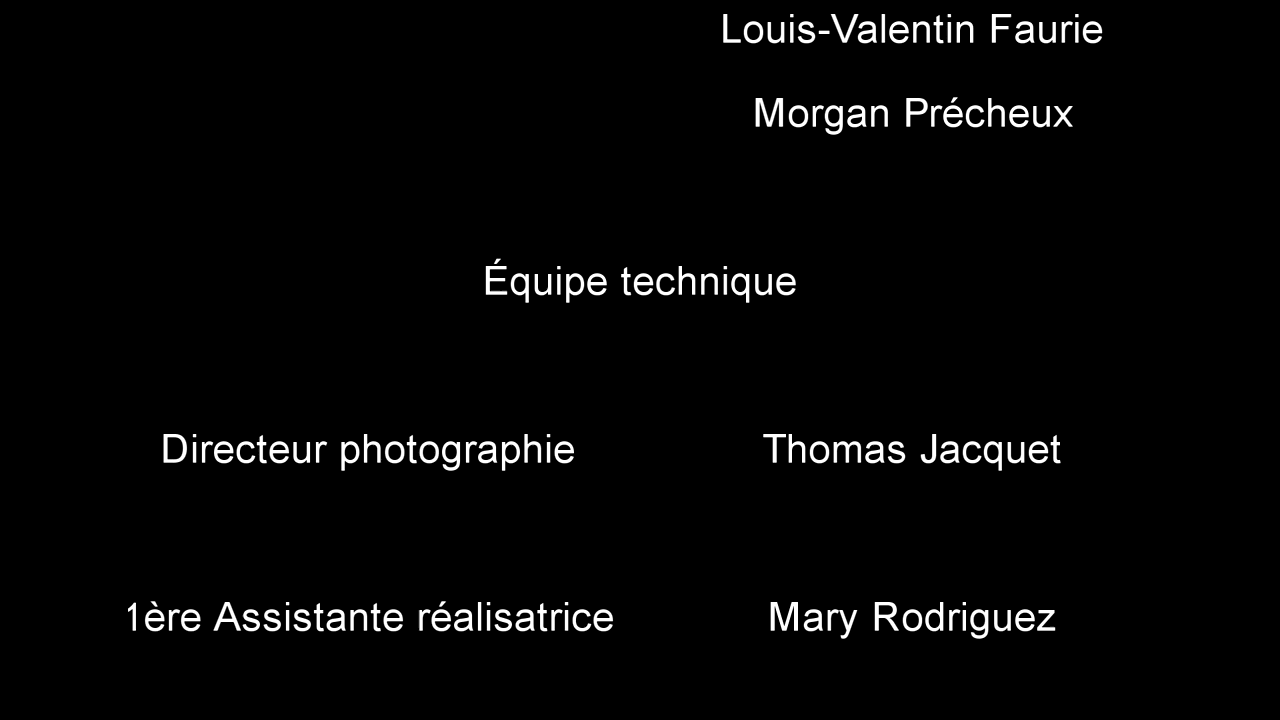 Louis-Valentin Faurie
Morgan Précheux
Équipe technique
Directeur photographie Thomas Jacquet
1ère Assistante réalisatrice Mary Rodriguez